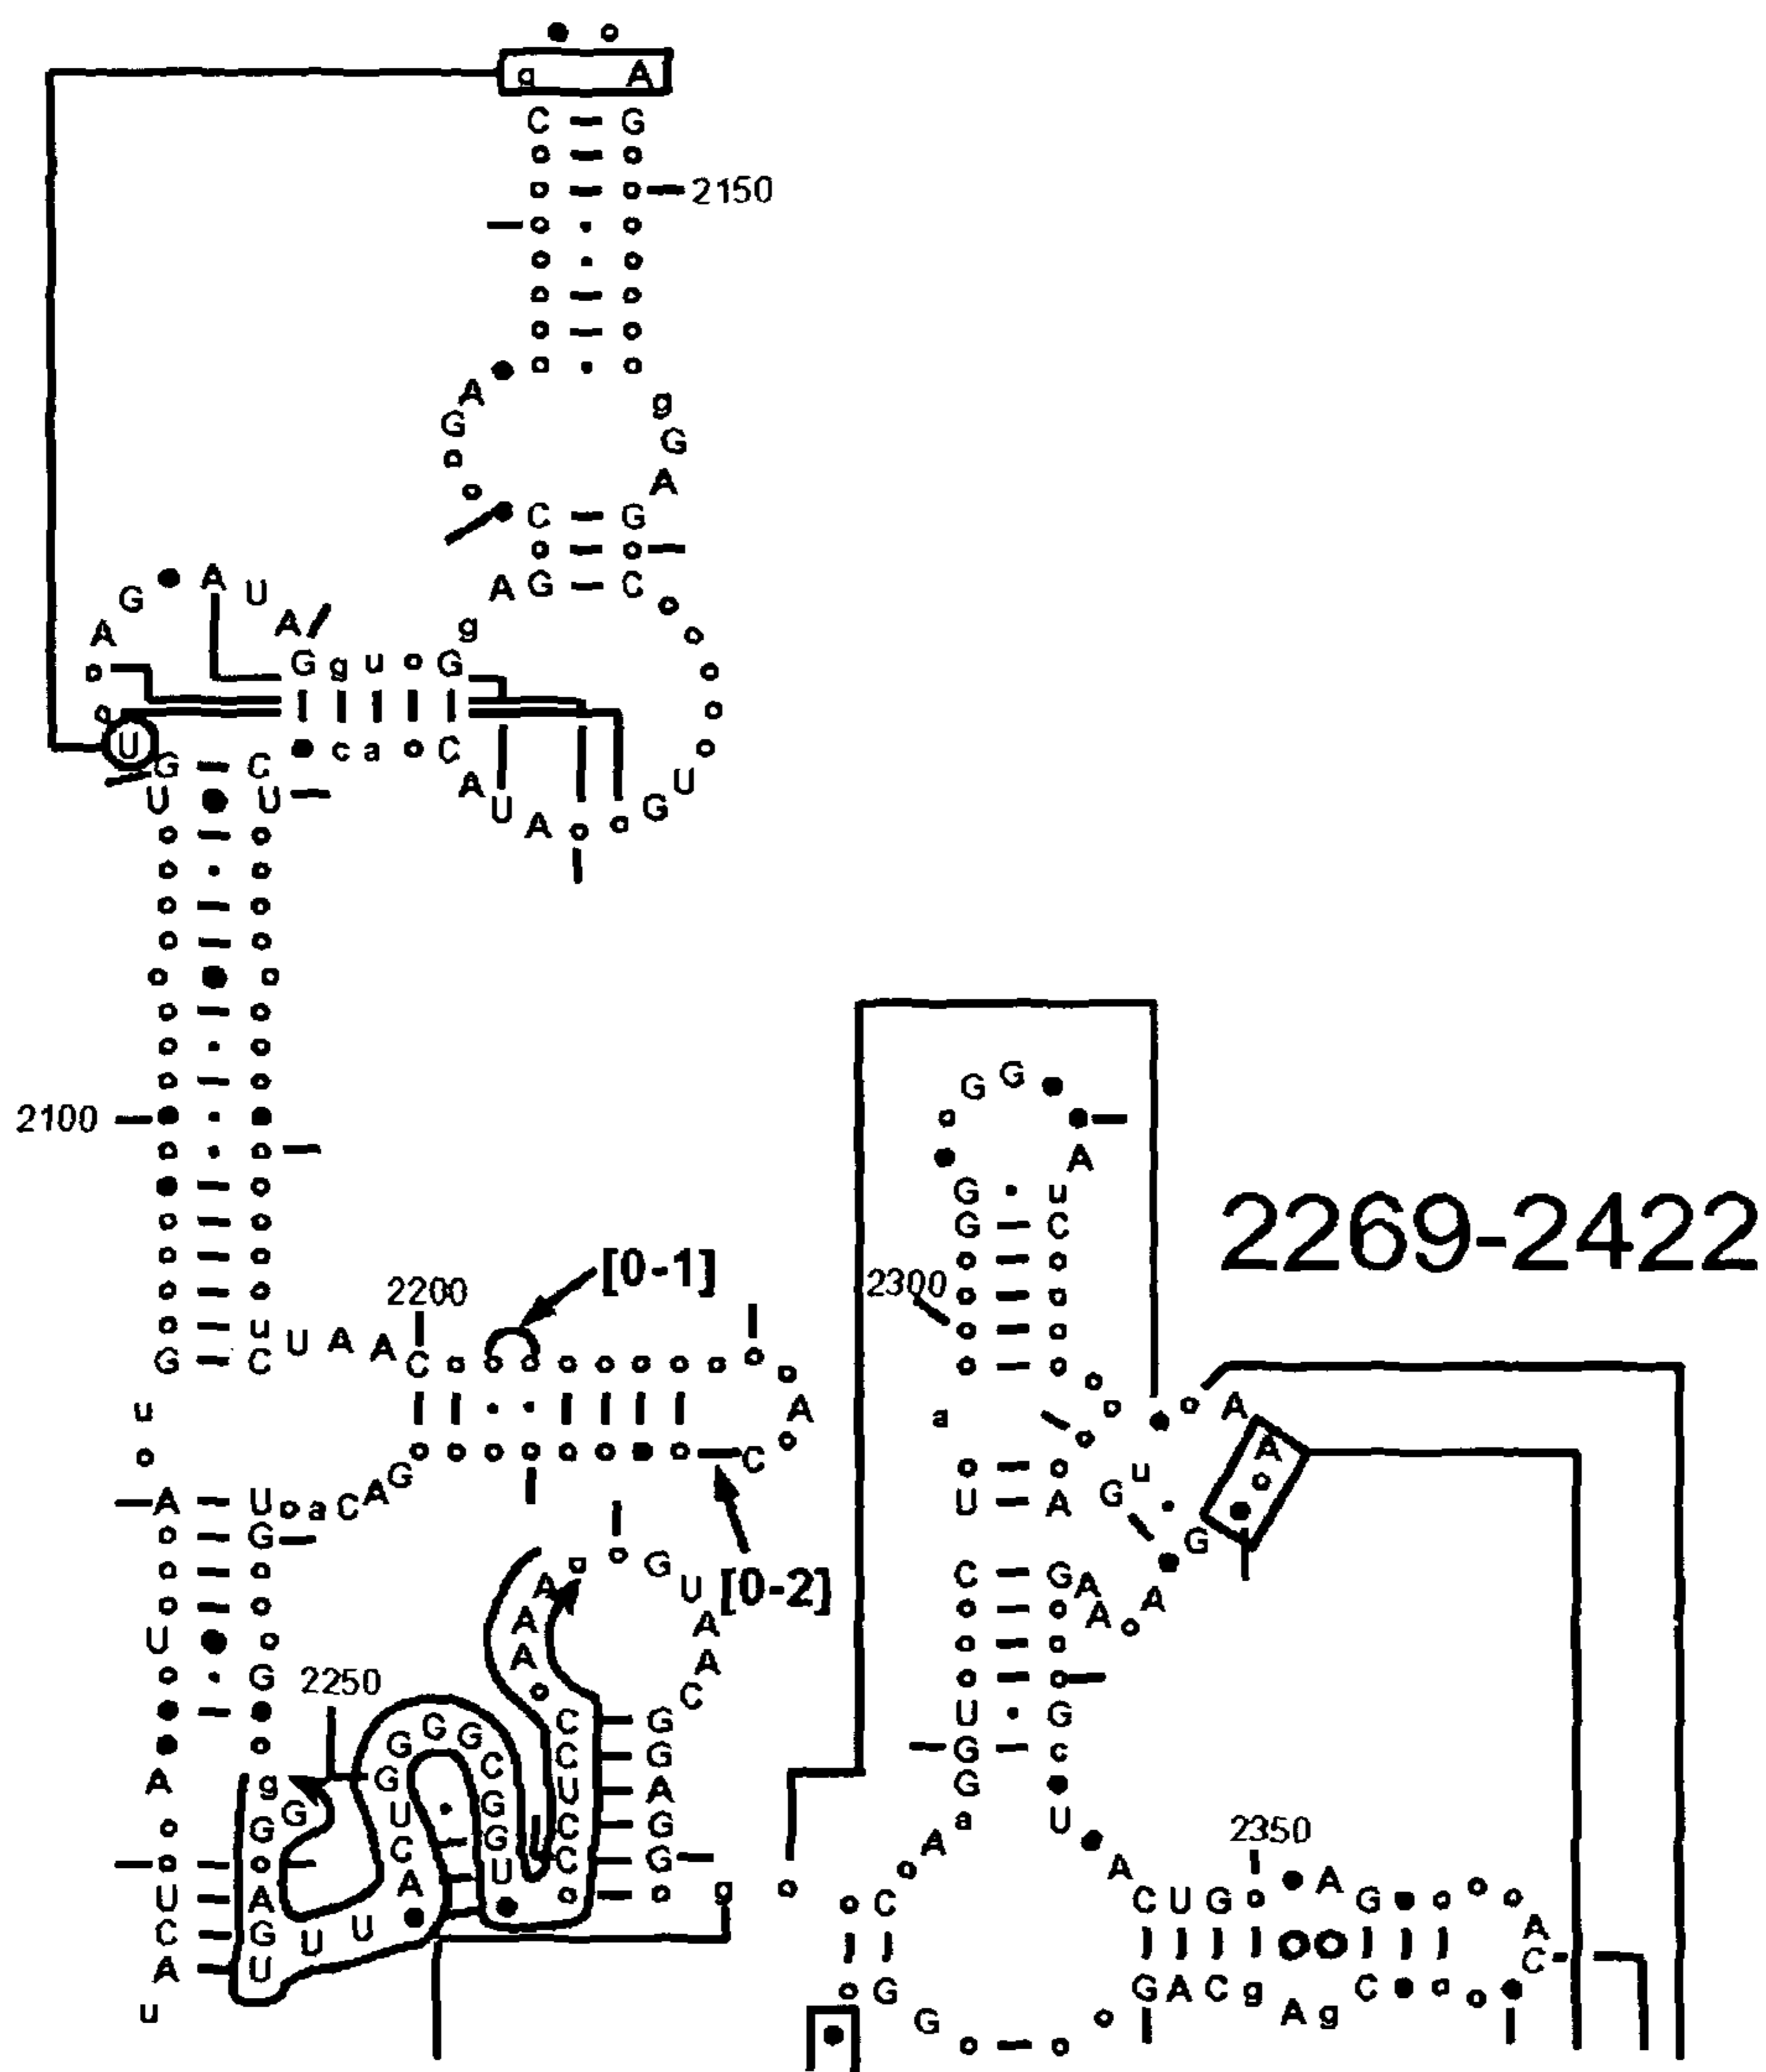 g A
C G
2150
A g
G G
A
C G
A G C
G A U
A A g
G g u G
U c a C
G C A U
U U U A G
2100
2200
[0-1]
G G
A
G u
G C
2269-2422
2300
G u U A A C
G C
u A
a A
C
A U a C A G u
G G
U A
[0-2]
A G C G A
U A A A
A A A
U A
G 2250 C G
G G G C G
A C C G
g G C U A
G U G C G
C G C G
U A A U g
C G U U
A U
u
U G
G c
G
a U
A A
2350
C C U G A G
A
C
G G A C g C
G A g